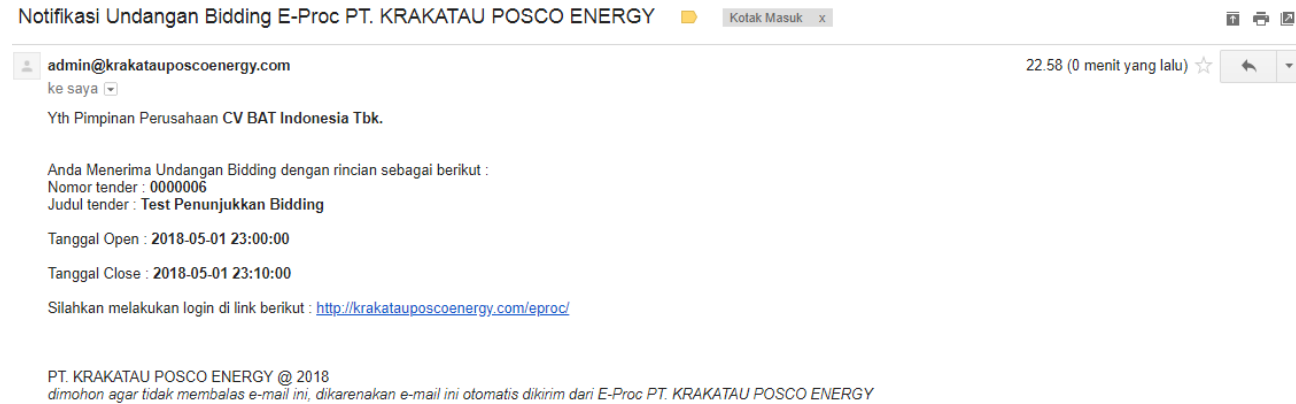 Notifikasi Undangan Bidding E-Proc PT. KRAKATAU POSCO ENERGY Kotak Masuk x
admin@krakatauposcoenergy.com 22.58 (0 menit yang lalu)
ke saya
Yth Pimpinan Perusahaan CV BAT Indonesia Tbk.
Anda Menerima Undangan Bidding dengan rincian sebagai berikut :
Nomor tender : 0000006
Judul tender : Test Penunjukkan Bidding
Tanggal Open : 2018-05-01 23:00:00
Tanggal Close : 2018-05-01 23:10:00
Silahkan melakukan login di link berikut : http://krakatauposcoenergy.com/eproc/
PT. KRAKATAU POSCO ENERGY @ 2018
dimohon agar tidak membalas e-mail ini, dikarenakan e-mail ini otomatis dikirim dari E-Proc PT. KRAKATAU POSCO ENERGY